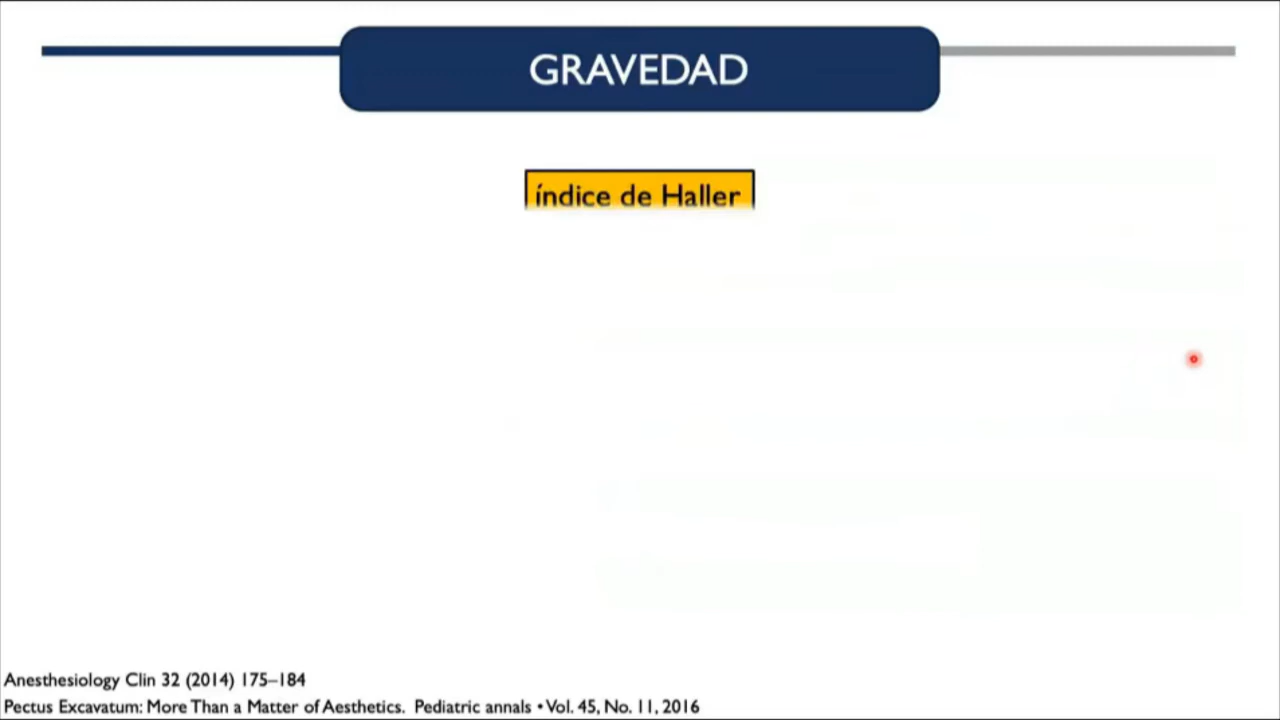 GRAVEDAD
índice de Haller
Anesthesiology Clin 32 (2014) 175–184
Pectus Excavatum: More Than a Matter of Aesthetics. Pediatric annals • Vol. 45, No. 11, 2016